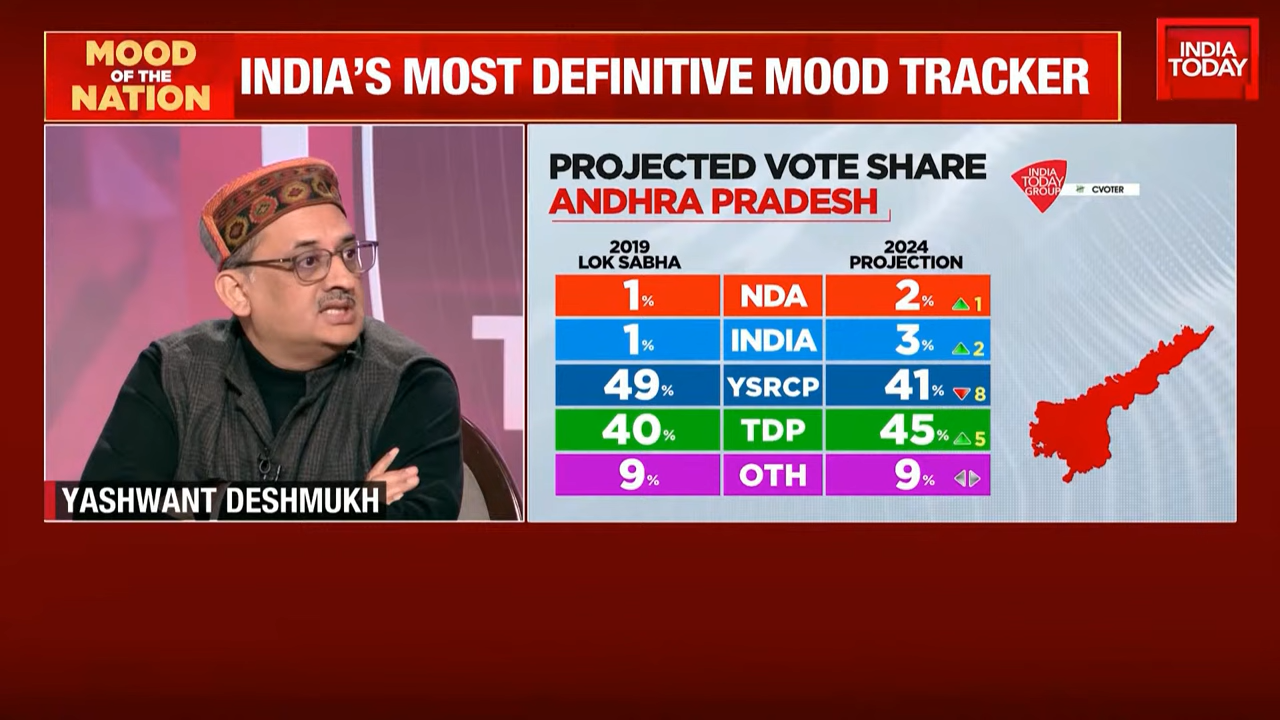 MOOD
OF THE
NATION
INDIA'S MOST DEFINITIVE MOOD TRACKER
INDIA
TODAY
PROJECTED VOTE SHARE
ANDHRA PRADESH
INDIA
TODAY
GROUP
CVOTER
2019
LOK SABHA
2024
PROJECTION
1% NDA 2% 1
1% INDIA 3% 2
49% YSRCP 41% 8
40% TDP 45% 5
9% OTH 9%
T
YASHWANT DESHMUKH